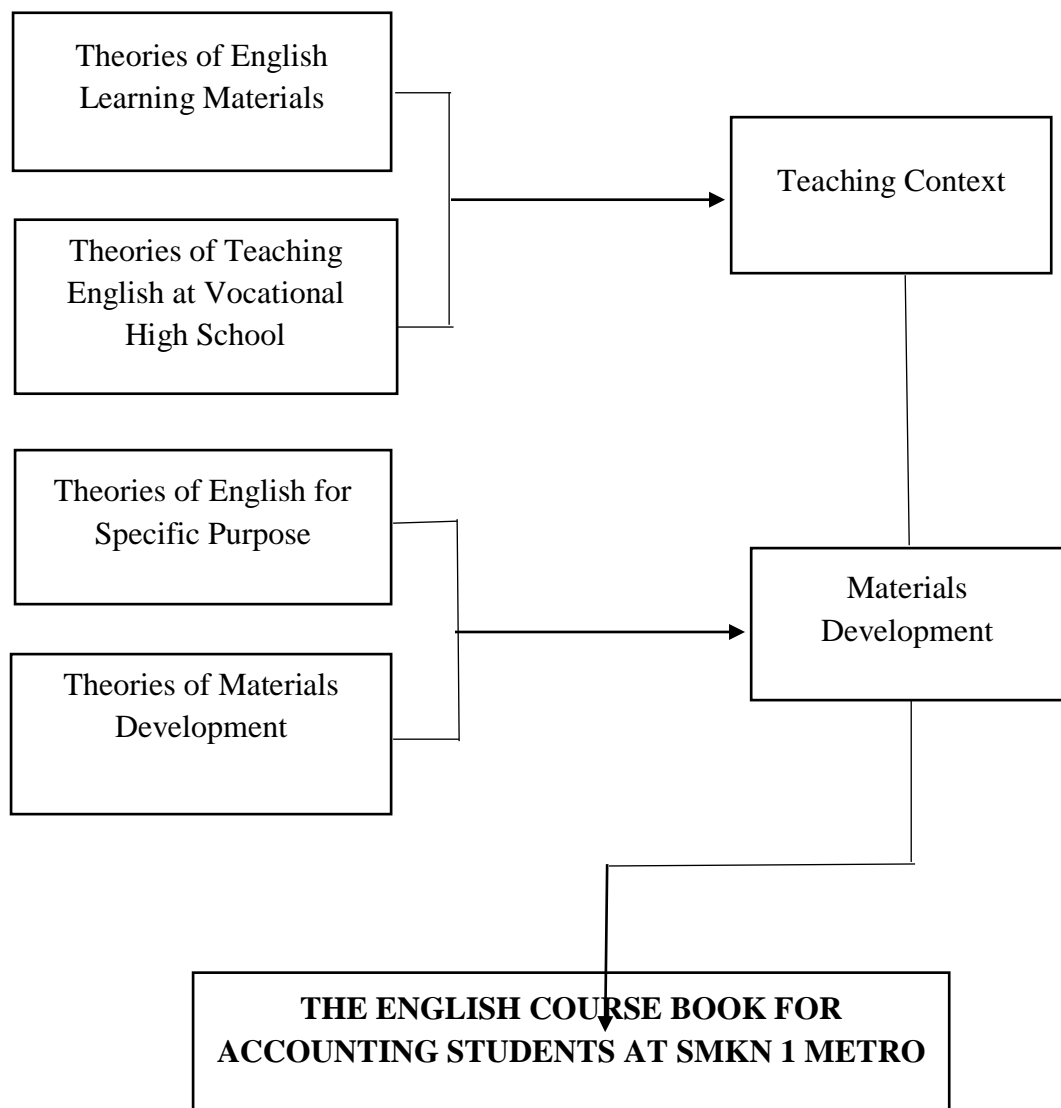 Theories of English
Learning Materials
Teaching Context
Theories of Teaching
English at Vocational
High School
Theories of English for
Specific Purpose
Materials
Development
Theories of Materials
Development
THE ENGLISH COURSE BOOK FOR
ACCOUNTING STUDENTS AT SMKN 1 METRO